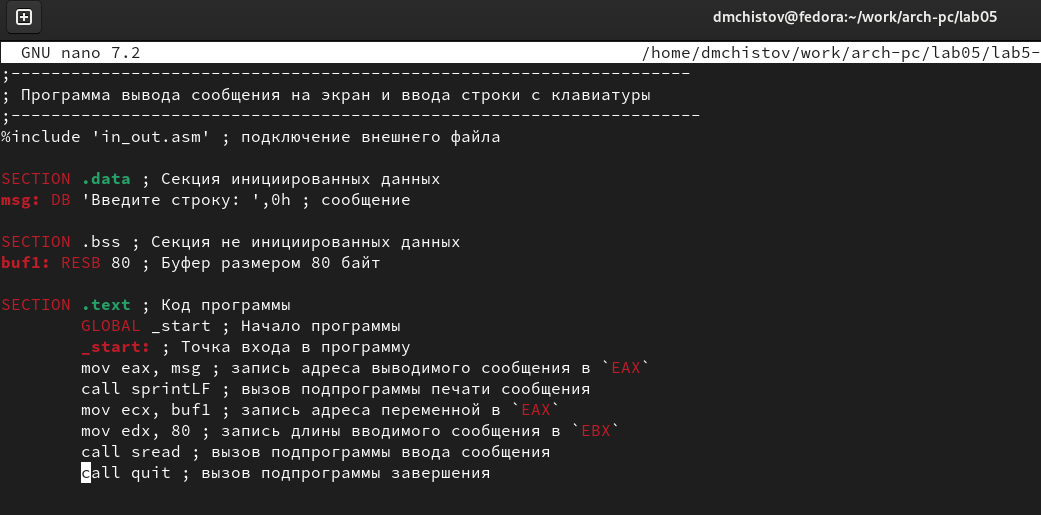 dmchistov@fedora:~/work/arch-pc/lab05
GNU nano 7.2 /home/dmchistov/work/arch-pc/lab05/lab5-
;--------------------------------------------------------------------
; Программа вывода сообщения на экран и ввода строки с клавиатуры
;---------------------------------------------------------------------
%include 'in_out.asm' ; подключение внешнего файла
SECTION .data ; Секция инициированных данных
msg: DB 'Введите строку: ',0h ; сообщение
SECTION .bss ; Секция не инициированных данных
buf1: RESB 80 ; Буфер размером 80 байт
SECTION .text ; Код программы
GLOBAL _start ; Начало программы
_start: ; Точка входа в программу
mov eax, msg ; запись адреса выводимого сообщения в `EAX`
call sprintLF ; вызов подпрограммы печати сообщения
mov ecx, buf1 ; запись адреса переменной в `EAX`
mov edx, 80 ; запись длины вводимого сообщения в `EBX`
call sread ; вызов подпрограммы ввода сообщения
call quit ; вызов подпрограммы завершения